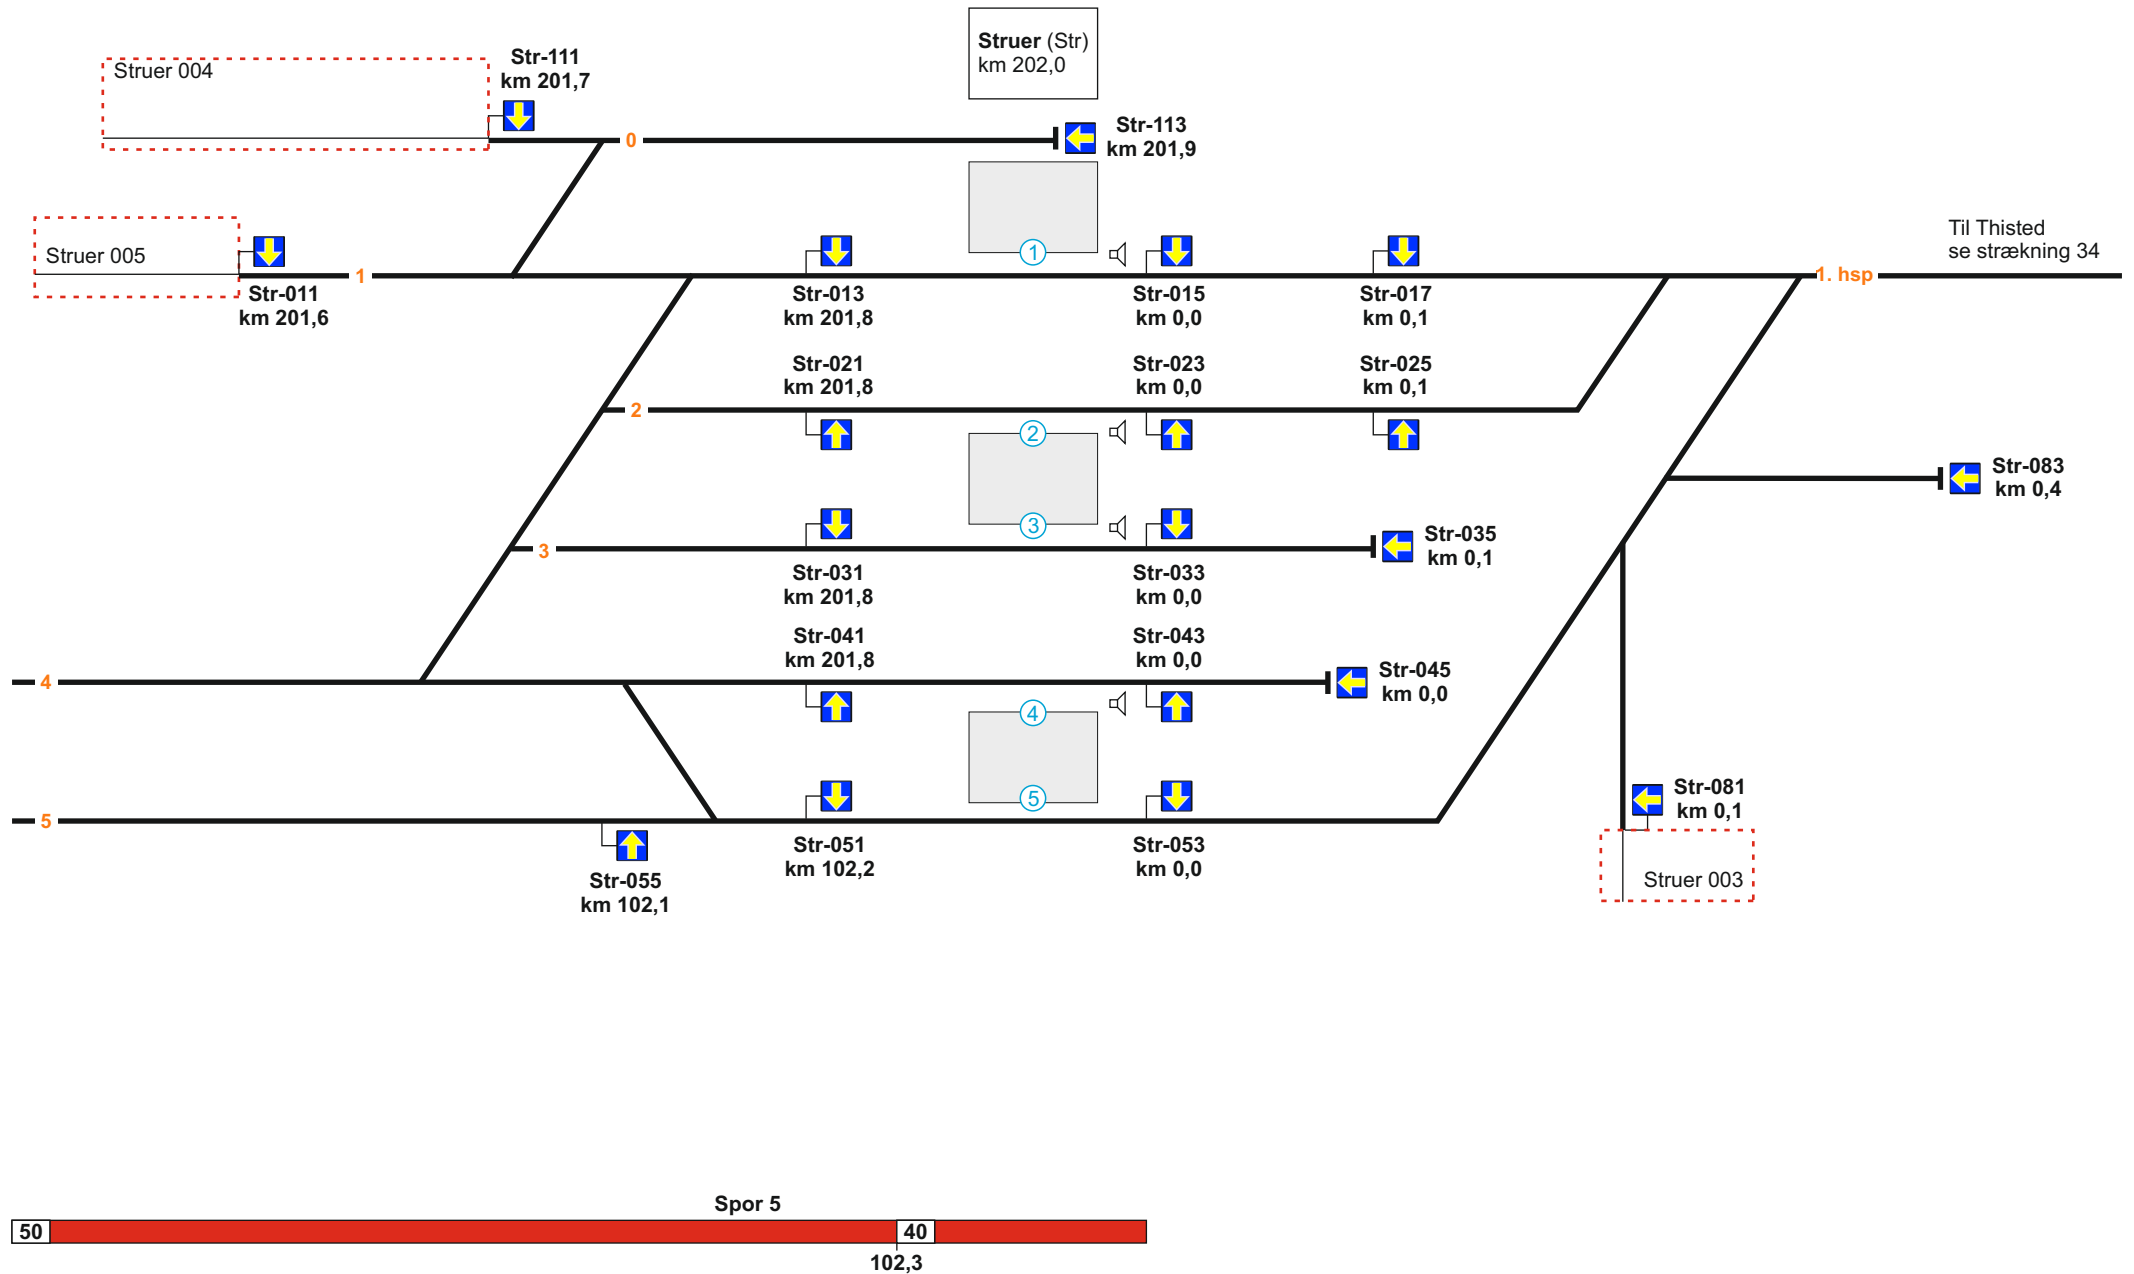 Struer (Str)
km 202,0
Struer 004
Str-111
km 201,7
0
Str-113
km 201,9
Struer 005
Str-011
km 201,6
1
Str-013
km 201,8
1
Str-015
km 0,0
Str-017
km 0,1
1. hsp
Til Thisted
se strækning 34
Str-021
km 201,8
Str-023
km 0,0
Str-025
km 0,1
2
2
Str-083
km 0,4
3
Str-031
km 201,8
3
Str-033
km 0,0
Str-035
km 0,1
Str-041
km 201,8
Str-043
km 0,0
Str-045
km 0,0
4
4
5
Str-055
km 102,1
Str-051
km 102,2
5
Str-053
km 0,0
Str-081
km 0,1
Struer 003
Spor 5
50
40
102,3